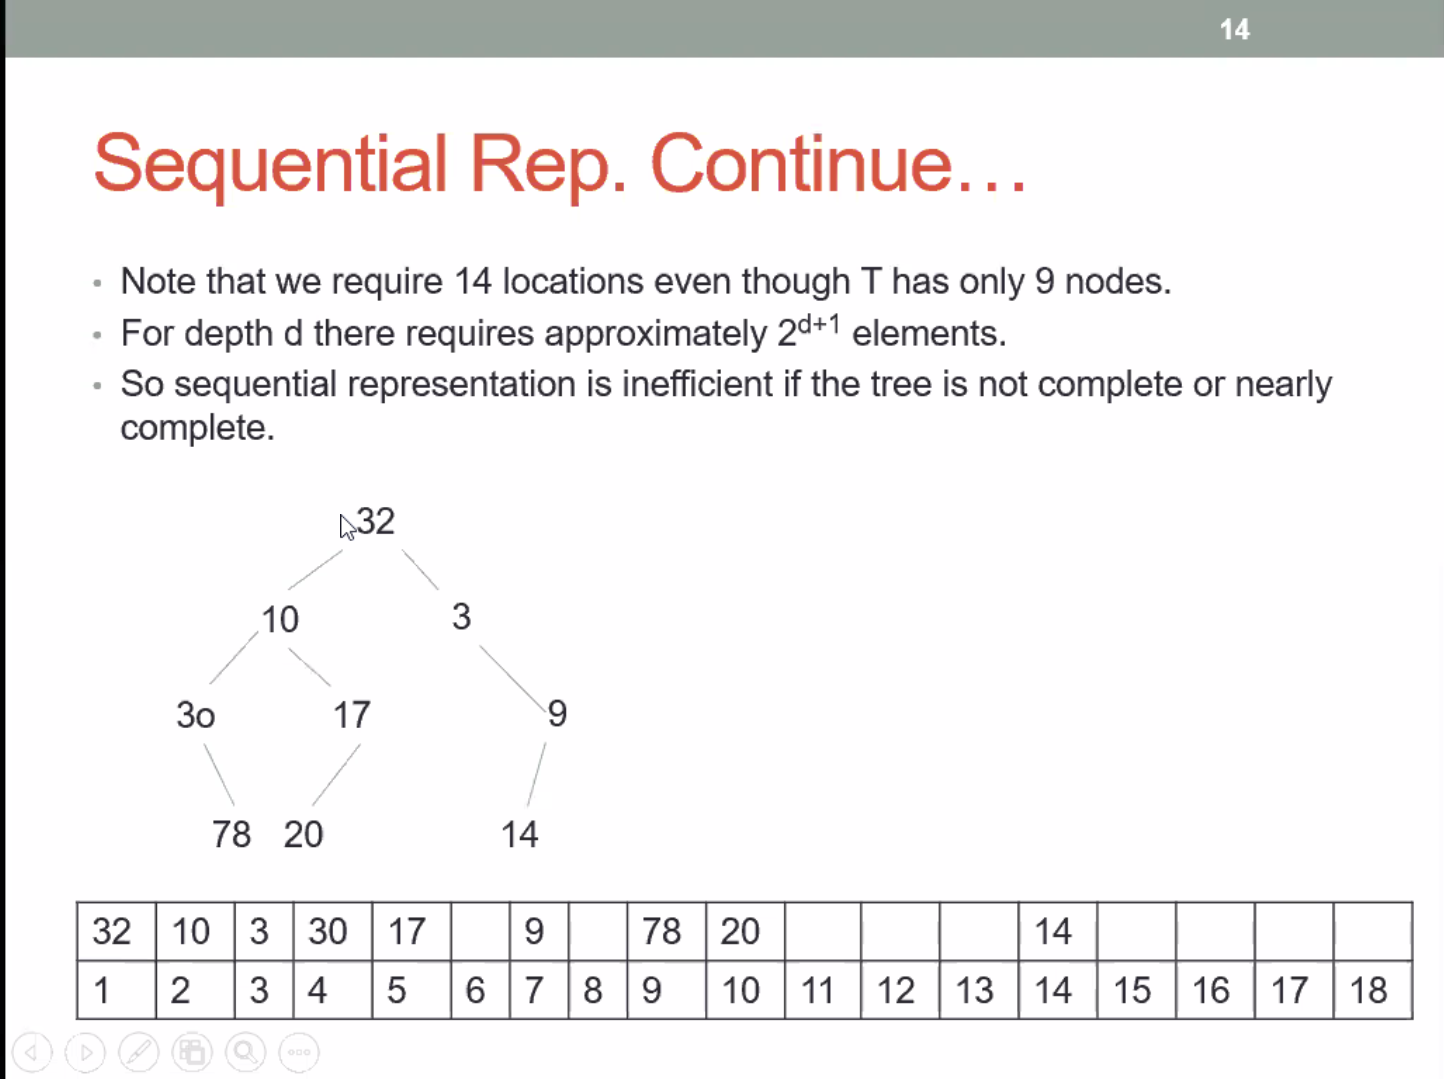 14
Sequential Rep. Continue…
• Note that we require 14 locations even though T has only 9 nodes.
• For depth d there requires approximately 2^{d+1} elements.
• So sequential representation is inefficient if the tree is not complete or nearly
complete.
32
10 3
3o 17 9
78 20 14
32 10 3 30 17 9 78 20 14
1 2 3 4 5 6 7 8 9 10 11 12 13 14 15 16 17 18